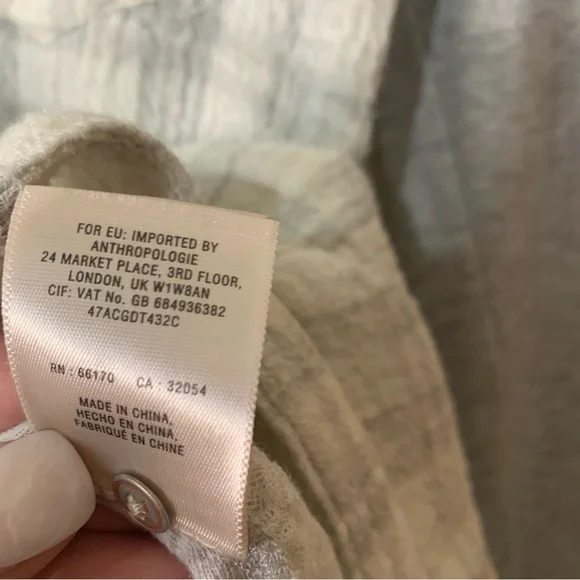 FOR EU: IMPORTED BY
ANTHROPOLOGIE
24 MARKET PLACE, 3RD FLOOR,
LONDON, UK W1W8AN
CIF: VAT No. GB 684936382
47ACGDT432C
RN : 66170 CA : 32054
MADE IN CHINA,
HECHO EN CHINA,
FABRIQUÉ EN CHINE